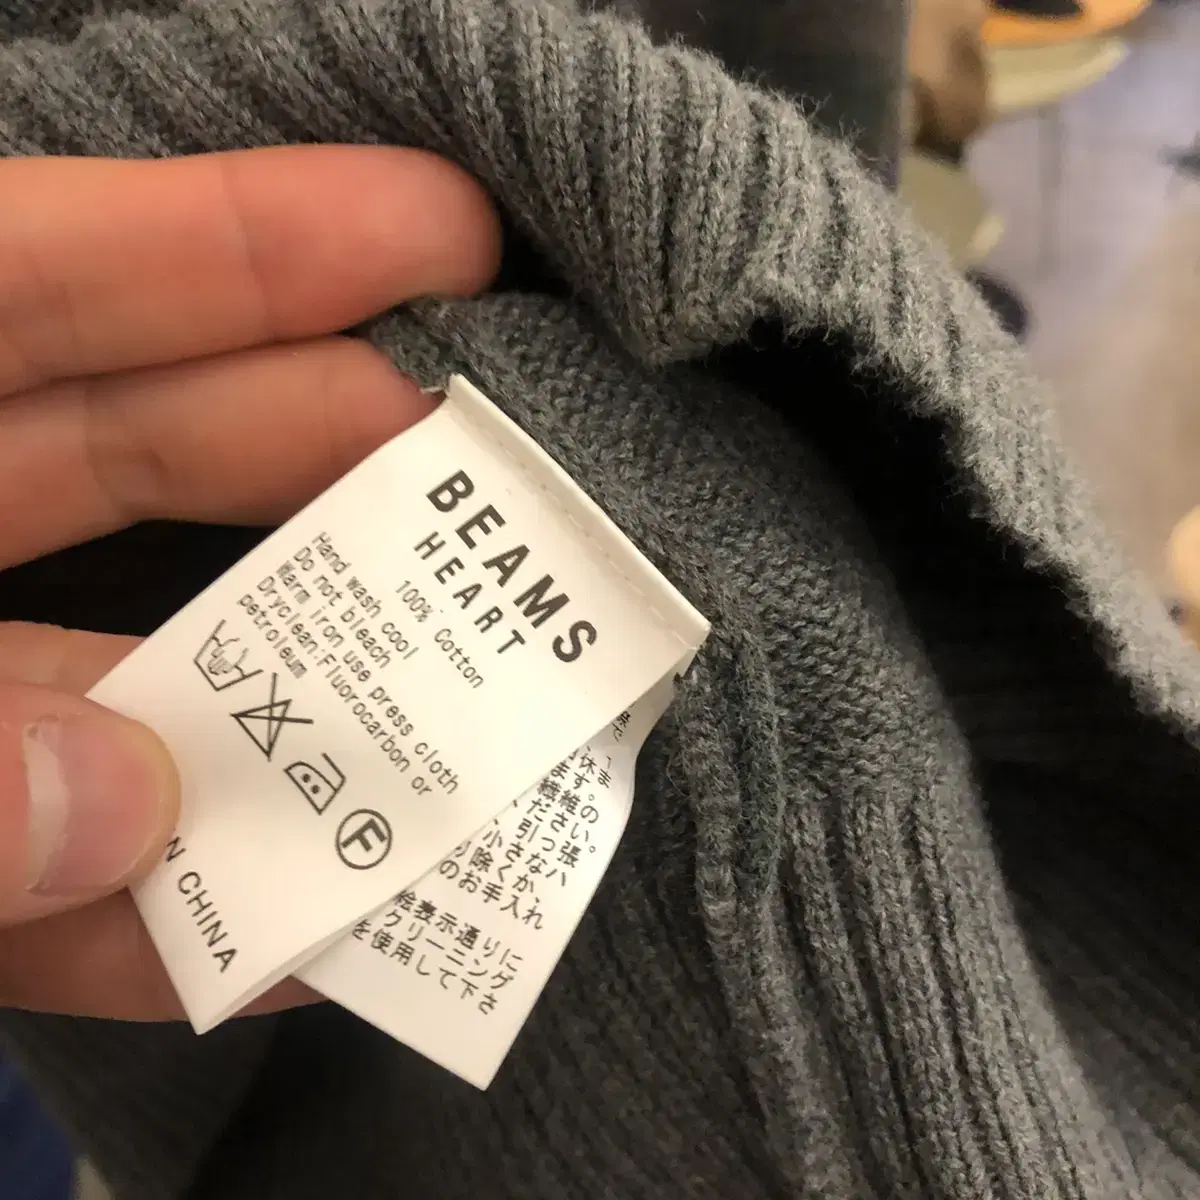 BEAMS
HEART
100% Cotton
Hand wash cool
Do not bleach
Warm iron use press cloth
Dryclean:Fluorocarbon or
petroleum
F
N CHINA
の
休
す。
ま
繊維
さい。
だ
引っ張
小さなハ
除くか、
のお手入れ
絵表示通りに
クリーニング
を使用して下さ